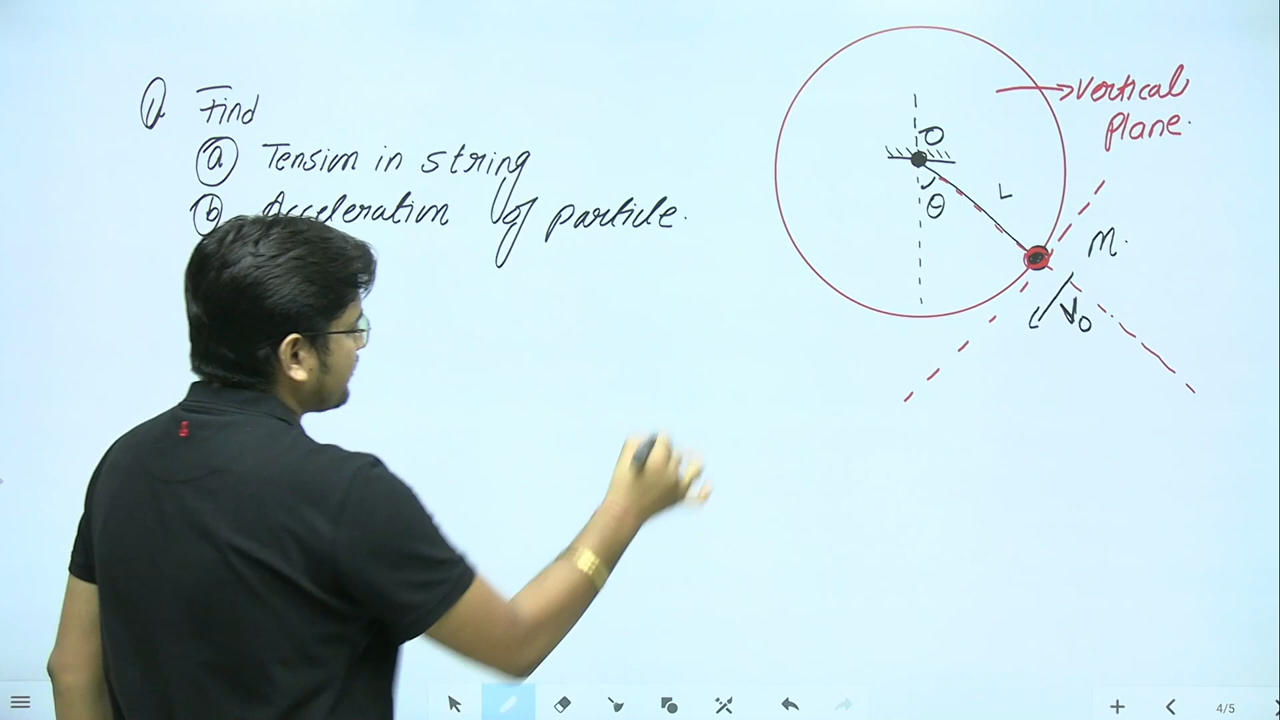 Q Find
(a) Tension in string
(b) Acceleration of particle.
Vertical
Plane.
O
θ
L
M.
V₀
4/5